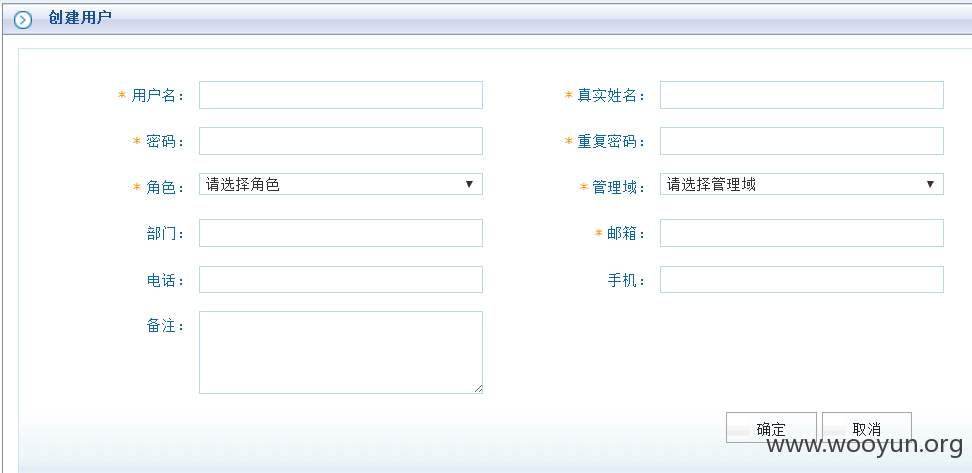 创建用户
* 用户名： * 真实姓名：
* 密码： * 重复密码：
* 角色： 请选择角色 * 管理域： 请选择管理域
部门： * 邮箱：
电话： 手机：
备注：
确定 取消
www.wooyun.org